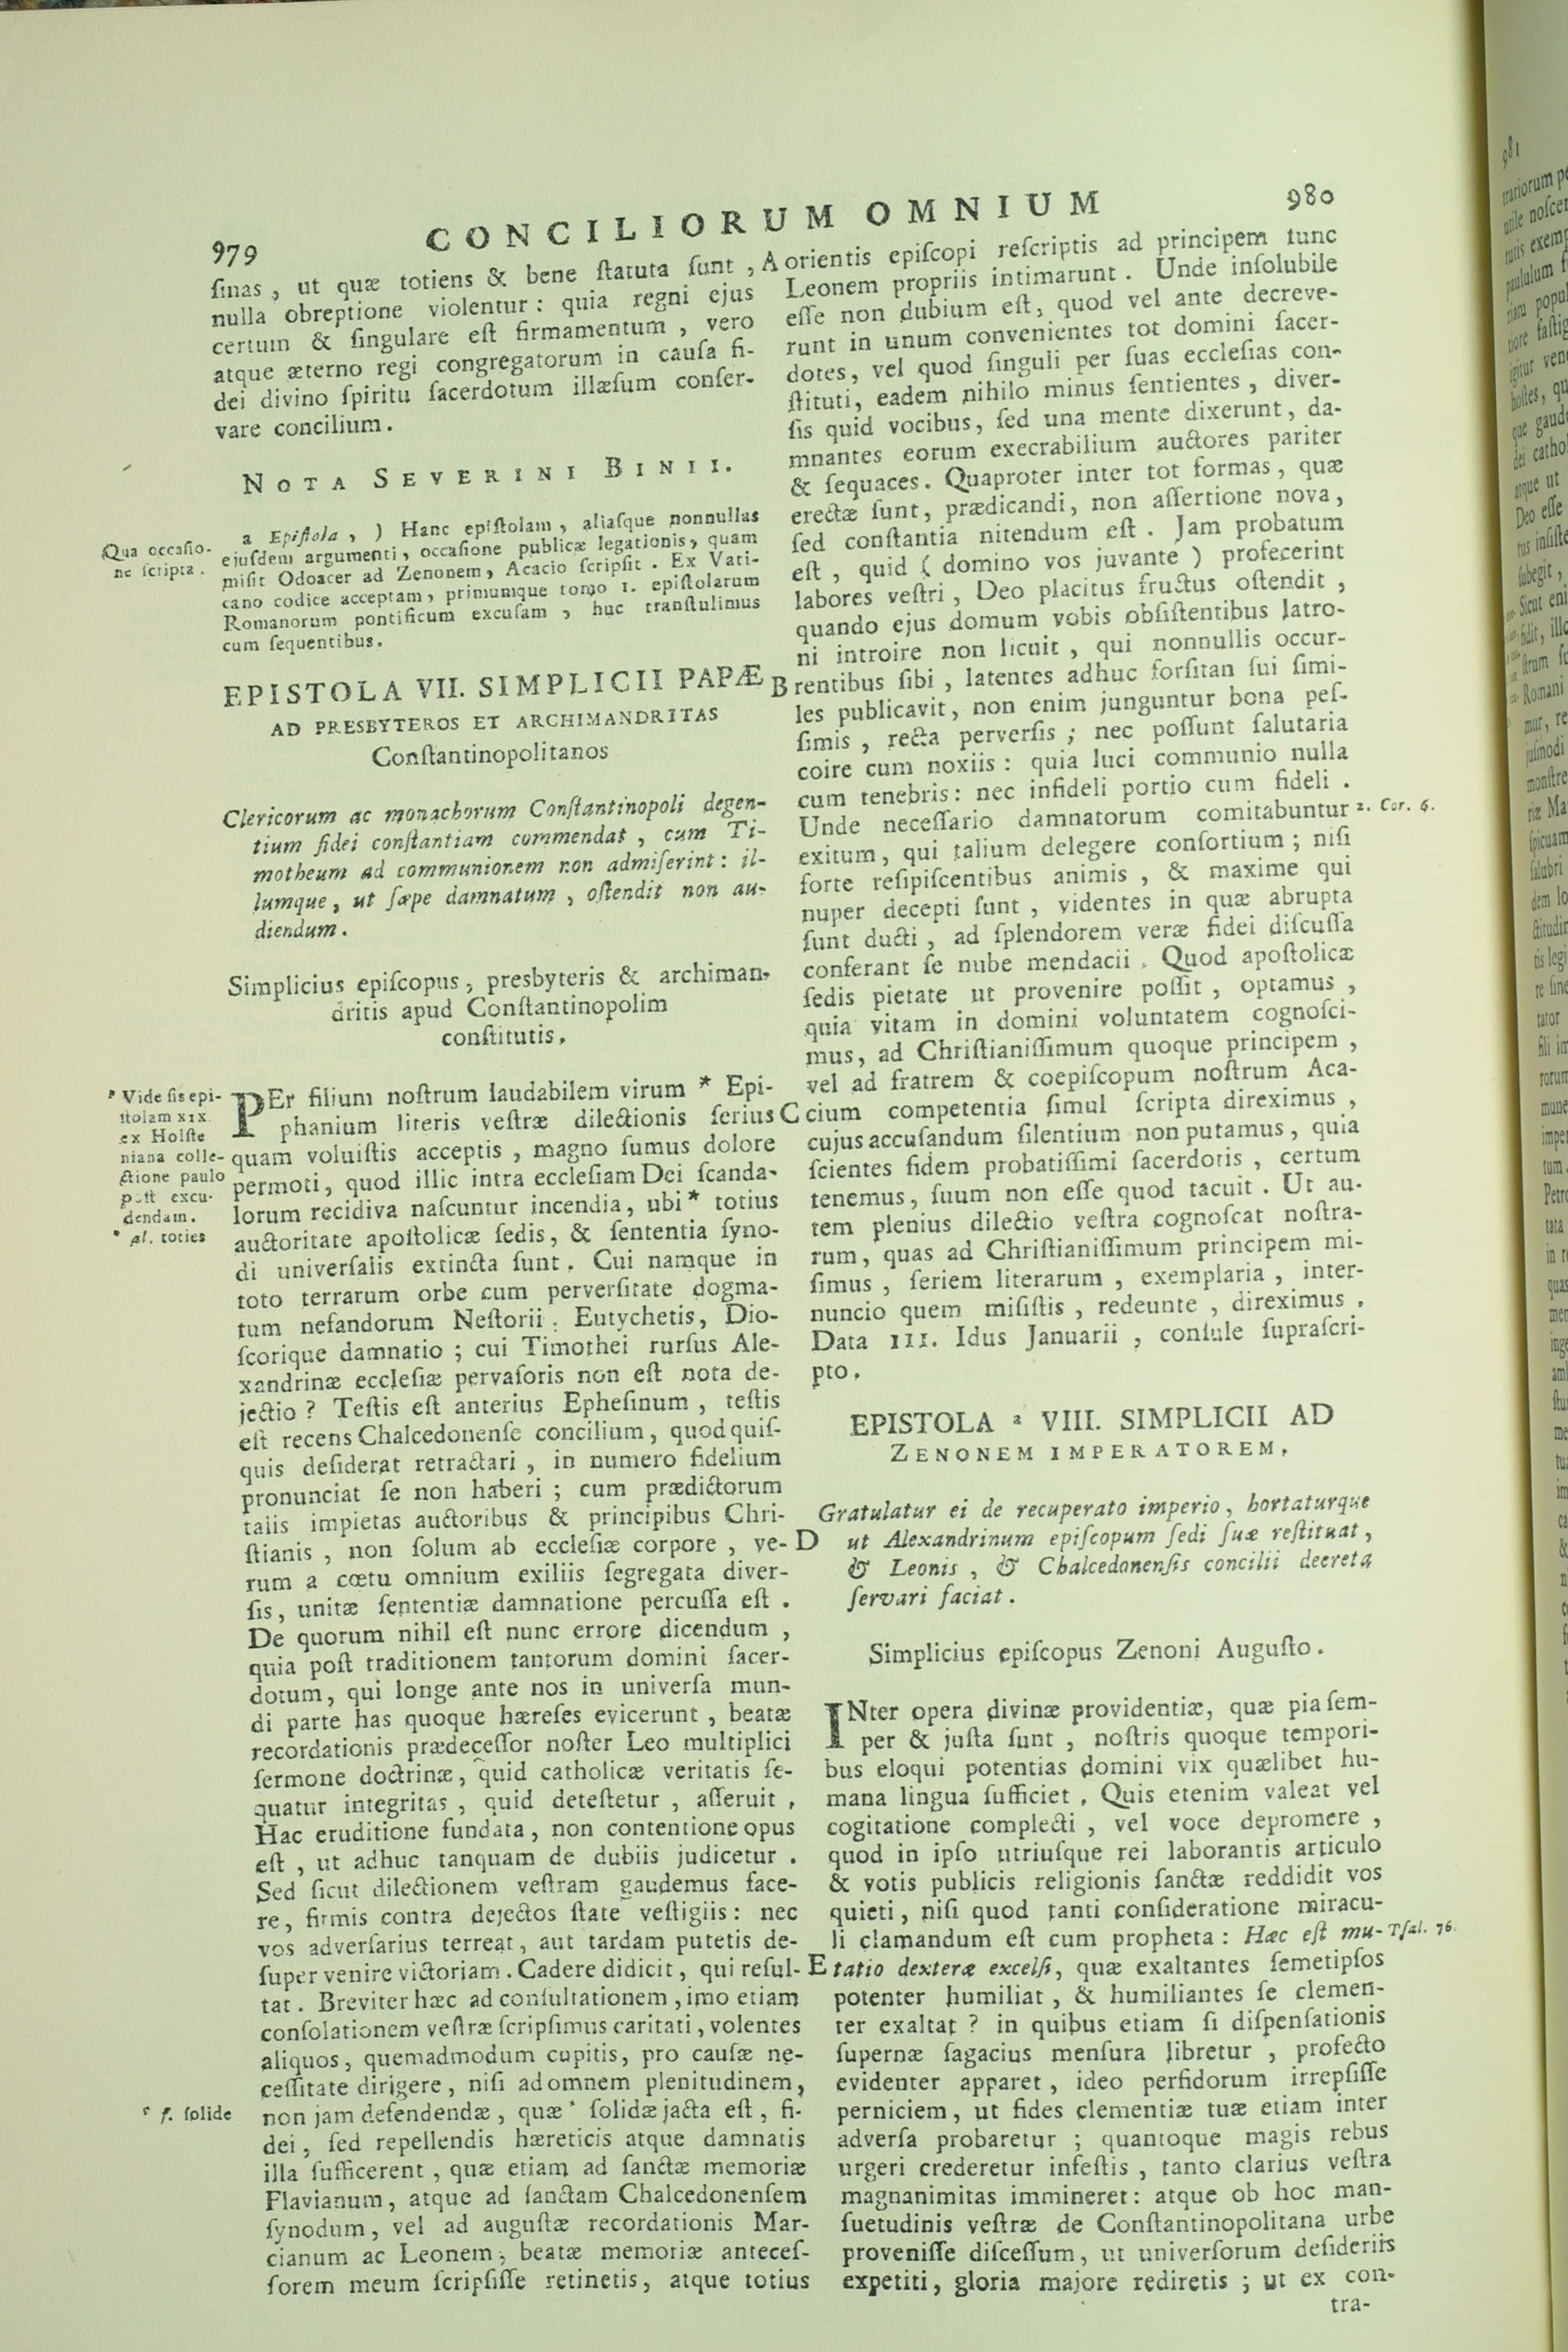 979
CONCILIORUM OMNIUM
980
ſinas, ut quæ totiens & bene ſtatuta ſunt,
nulla obreptione violentur: quia regni ejus
certum & ſingulare eſt firmamentum, vero
atque æterno regi congregatorum in cauſa fi-
dei divino ſpiritu ſacerdotum illæſum conſer-
vare concilium.
NOTA SEVERINI BINII.
a Epiſtola,) Hanc epiſtolam, aliaſque nonnullas
ejuſdem argumenti, occaſione publicæ legationis, quam
miſit Odoacer ad Zenonem, Acacio ſcripſit. Ex Vati-
cano codice acceptam, primumque tomo 1. epiſtolarum
Romanorum pontificum excuſam, huc tranſtulimus
cum ſequentibus.
Qua occaſio-
ne ſcripta.
EPISTOLA VII. SIMPLICII PAPÆ
AD PRESBYTEROS ET ARCHIMANDRITAS
Conſtantinopolitanos
Clericorum ac monachorum Conſtantinopoli degen-
tium fidei conſtantiam commendat, cum Ti-
motheum ad communionem non admiſerint: il-
lumque, ut ſæpe damnatum, oſtendit non au-
diendum.
Simplicius epiſcopus, presbyteris & archiman-
dritis apud Conſtantinopolim
conſtitutis.
PEr filium noſtrum laudabilem virum * Epi-
phanium literis veſtræ dilectionis ſerius
quam voluiſtis acceptis, magno ſumus dolore
permoti, quod illic intra eccleſiam Dei ſcanda-
lorum recidiva naſcuntur incendia, ubi * totius
auctoritate apoſtolicæ ſedis, & ſententia ſyno-
di univerſalis extincta ſunt. Cui namque in
toto terrarum orbe cum perverſitate dogma-
tum nefandorum Neſtorii, Eutychetis, Dio-
ſcorique damnatio; cui Timothei rurſus Ale-
xandrinæ eccleſiæ pervaſoris non eſt nota de-
jectio? Teſtis eſt anterius Epheſinum, teſtis
eſt recens Chalcedonenſe concilium, quod quiſ-
quis deſiderat retractari, in numero fidelium
pronunciat ſe non haberi; cum prædictorum
talis impietas auctoribus & principibus Chri-
ſtianis, non ſolum ab eccleſiæ corpore, ve-
rum a cœtu omnium exiliis ſegregata diver-
ſis, unitæ ſententiæ damnatione percuſſa eſt.
De quorum nihil eſt nunc errore dicendum,
quia poſt traditionem tantorum domini ſacer-
dotum, qui longe ante nos in univerſa mun-
di parte has quoque hæreſes evicerunt, beatæ
recordationis prædeceſſor noſter Leo multiplici
ſermone doctrinæ, quid catholicæ veritatis ſe-
quatur integritas, quid deteſtetur, aſſeruit.
Hac eruditione fundata, non contentione opus
eſt, ut adhuc tanquam de dubiis judicetur.
Sed ſicut dilectionem veſtram gaudemus face-
re, firmis contra dejectos ſtate veſtigiis: nec
vos adverſarius terreat, aut tardam putetis de-
ſuper venire victoriam. Cadere didicit, qui reſul-
tat. Breviter hæc ad conſultationem, imo etiam
conſolationem veſtræ ſcripſimus caritati, volentes
aliquos, quemadmodum cupitis, pro cauſæ ne-
ceſſitate dirigere, niſi ad omnem plenitudinem,
non jam defendendæ, quæ * ſolidæ jacta eſt, fi-
dei, ſed repellendis hæreticis atque damnatis
illa ſufficerent, quæ etiam ad ſanctæ memoriæ
Flavianum, atque ad ſanctam Chalcedonenſem
ſynodum, vel ad auguſtæ recordationis Mar-
cianum ac Leonem, beatæ memoriæ anteceſ-
ſorem meum ſcripſiſſe retinetis, atque totius
* Vide ſis epi-
ſtolam XIX.
ex Holſte
niana colle-
ctione paulo
poſt excu-
dendam.
* al. toties
* f. ſolide
A
B
C
D
E
orientis epiſcopi reſcriptis ad principem tunc
Leonem propriis intimarunt. Unde inſolubile
eſſe non dubium eſt, quod vel ante decreve-
runt in unum convenientes tot domini ſacer-
dotes, vel quod ſinguli per ſuas eccleſias con-
ſtituti, eadem nihilo minus ſentientes, diver-
ſis quid vocibus, ſed una mente dixerunt, da-
mnantes eorum execrabilium auctores pariter
& ſequaces. Quaproter inter tot formas, quæ
erectæ ſunt, prædicandi, non aſſertione nova,
ſed conſtantia nitendum eſt. Jam probatum
eſt, quid (domino vos juvante) profecerint
labores veſtri, Deo placitus fructus oſtendit,
quando ejus domum vobis obſiſtentibus latro-
ni introire non licuit, qui nonnullis occur-
rentibus ſibi, latentes adhuc forſitan ſui ſimi-
les publicavit, non enim junguntur bona peſ-
ſimis, recta perverſis; nec poſſunt ſalutaria
coire cum noxiis: quia luci communio nulla
cum tenebris: nec infideli portio cum fideli.
Unde neceſſario damnatorum comitabuntur
exitum, qui talium delegere conſortium; niſi
forte reſipiſcentibus animis, & maxime qui
nuper decepti ſunt, videntes in quæ abrupta
ſunt ducti, ad ſplendorem veræ fidei diſcuſſa
conferant ſe nube mendacii. Quod apoſtolicæ
ſedis pietate ut provenire poſſit, optamus,
quia vitam in domini voluntatem cognoſci-
mus, ad Chriſtianiſſimum quoque principem,
vel ad fratrem & coepiſcopum noſtrum Aca-
cium competentia ſimul ſcripta direximus,
cujus accuſandum ſilentium non putamus, quia
ſcientes fidem probatiſſimi ſacerdotis, certum
tenemus, ſuum non eſſe quod tacuit. Ut au-
tem plenius dilectio veſtra cognoſcat noſtra-
rum, quas ad Chriſtianiſſimum principem mi-
ſimus, ſeriem literarum, exemplaria, inter-
nuncio quem miſiſtis, redeunte, direximus.
Data III. Idus Januarii, conſule ſupraſcri-
pto.
2. Cor. 6.
EPISTOLA a VIII. SIMPLICII AD
ZENONEM IMPERATOREM.
Gratulatur ei de recuperato imperio, hortaturque
ut Alexandrinum epiſcopum ſedi ſuæ reſtituat,
& Leonis, & Chalcedonenſis concilii decreta
ſervari faciat.
Simplicius epiſcopus Zenoni Auguſto.
INter opera divinæ providentiæ, quæ pia ſem-
per & juſta ſunt, noſtris quoque tempori-
bus eloqui potentias domini vix quælibet hu-
mana lingua ſufficiet. Quis etenim valeat vel
cogitatione complecti, vel voce depromere,
quod in ipſo utriuſque rei laborantis articulo
& votis publicis religionis ſanctæ reddidit vos
quieti, niſi quod tanti conſideratione miracu-
li clamandum eſt cum propheta: Hæc eſt mu-
tatio dexteræ excelſi, quæ exaltantes ſemetipſos
potenter humiliat, & humiliantes ſe clemen-
ter exaltat? in quibus etiam ſi diſpenſationis
ſupernæ ſagacius menſura libretur, profecto
evidenter apparet, ideo perfidorum irrepſiſſe
perniciem, ut fides clementiæ tuæ etiam inter
adverſa probaretur; quantoque magis rebus
urgeri crederetur infeſtis, tanto clarius veſtra
magnanimitas immineret: atque ob hoc man-
ſuetudinis veſtræ de Conſtantinopolitana urbe
proveniſſe diſceſſum, ut univerſorum deſideriis
expetiti, gloria majore rediretis; ut ex con-
tra-
Pſal. 76.
981